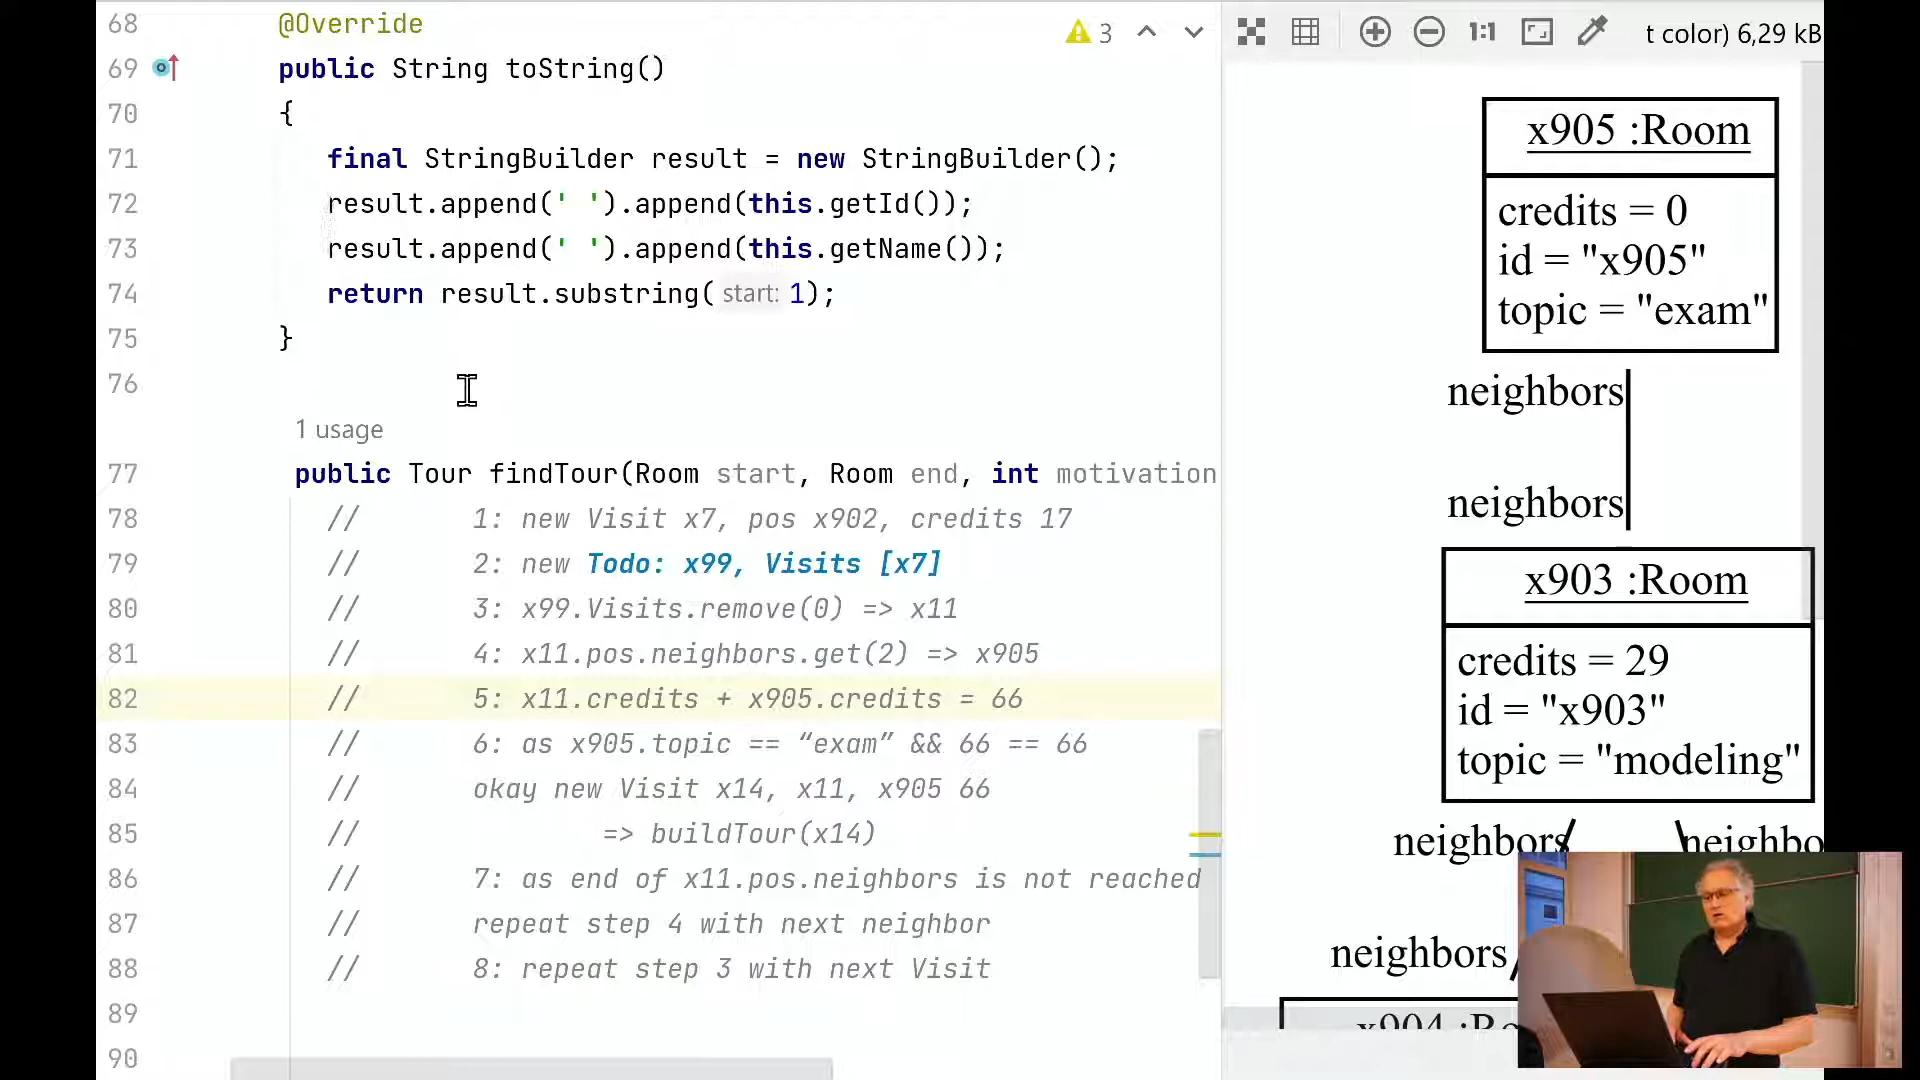 68 @Override
69 public String toString()
70 {
71 final StringBuilder result = new StringBuilder();
72 result.append(' ').append(this.getId());
73 result.append(' ').append(this.getName());
74 return result.substring( start: 1);
75 }
76
1 usage
77 public Tour findTour(Room start, Room end, int motivation
78 // 1: new Visit x7, pos x902, credits 17
79 // 2: new Todo: x99, Visits [x7]
80 // 3: x99.Visits.remove(0) => x11
81 // 4: x11.pos.neighbors.get(2) => x905
82 // 5: x11.credits + x905.credits = 66
83 // 6: as x905.topic == “exam” && 66 == 66
84 // okay new Visit x14, x11, x905 66
85 // => buildTour(x14)
86 // 7: as end of x11.pos.neighbors is not reached
87 // repeat step 4 with next neighbor
88 // 8: repeat step 3 with next Visit
89
90
3
1:1
t color) 6,29 kB
x905 :Room
credits = 0
id = "x905"
topic = "exam"
neighbors
neighbors
x903 :Room
credits = 29
id = "x903"
topic = "modeling"
neighbors
neighbo
neighbors
x904 :Ro